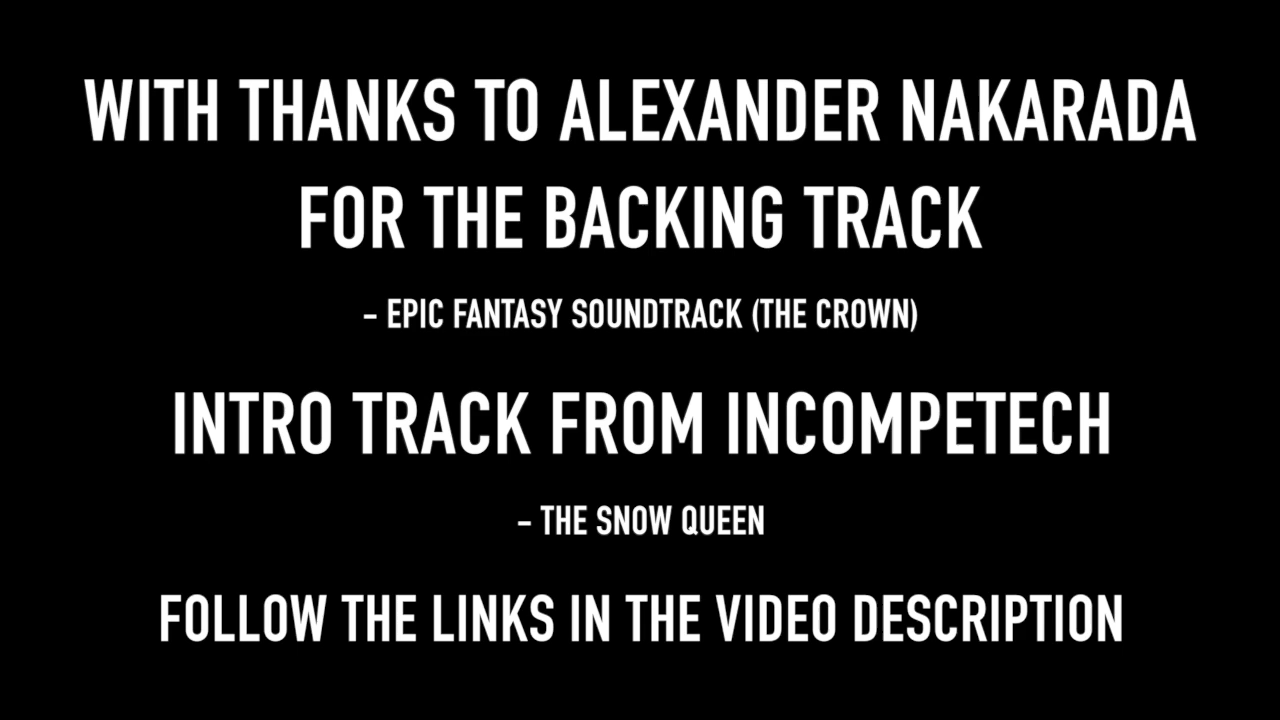 WITH THANKS TO ALEXANDER NAKARADA
FOR THE BACKING TRACK
- EPIC FANTASY SOUNDTRACK (THE CROWN)
INTRO TRACK FROM INCOMPETECH
- THE SNOW QUEEN
FOLLOW THE LINKS IN THE VIDEO DESCRIPTION